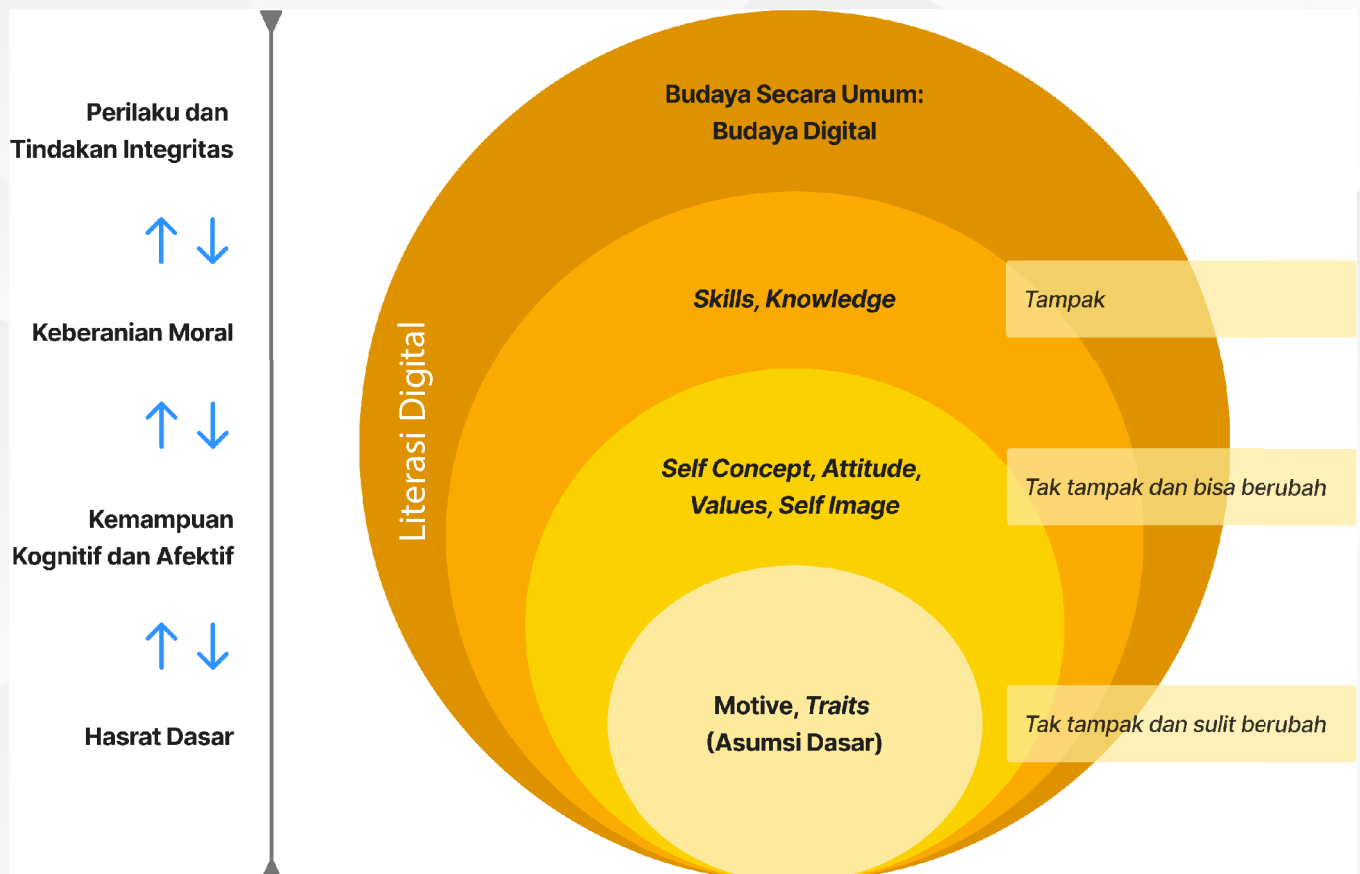 Perilaku dan
Tindakan Integritas
Keberanian Moral
Kemampuan
Kognitif dan Afektif
Hasrat Dasar
Literasi Digital
Budaya Secara Umum:
Budaya Digital
Skills, Knowledge
Self Concept, Attitude,
Values, Self Image
Motive, Traits
(Asumsi Dasar)
Tampak
Tak tampak dan bisa berubah
Tak tampak dan sulit berubah